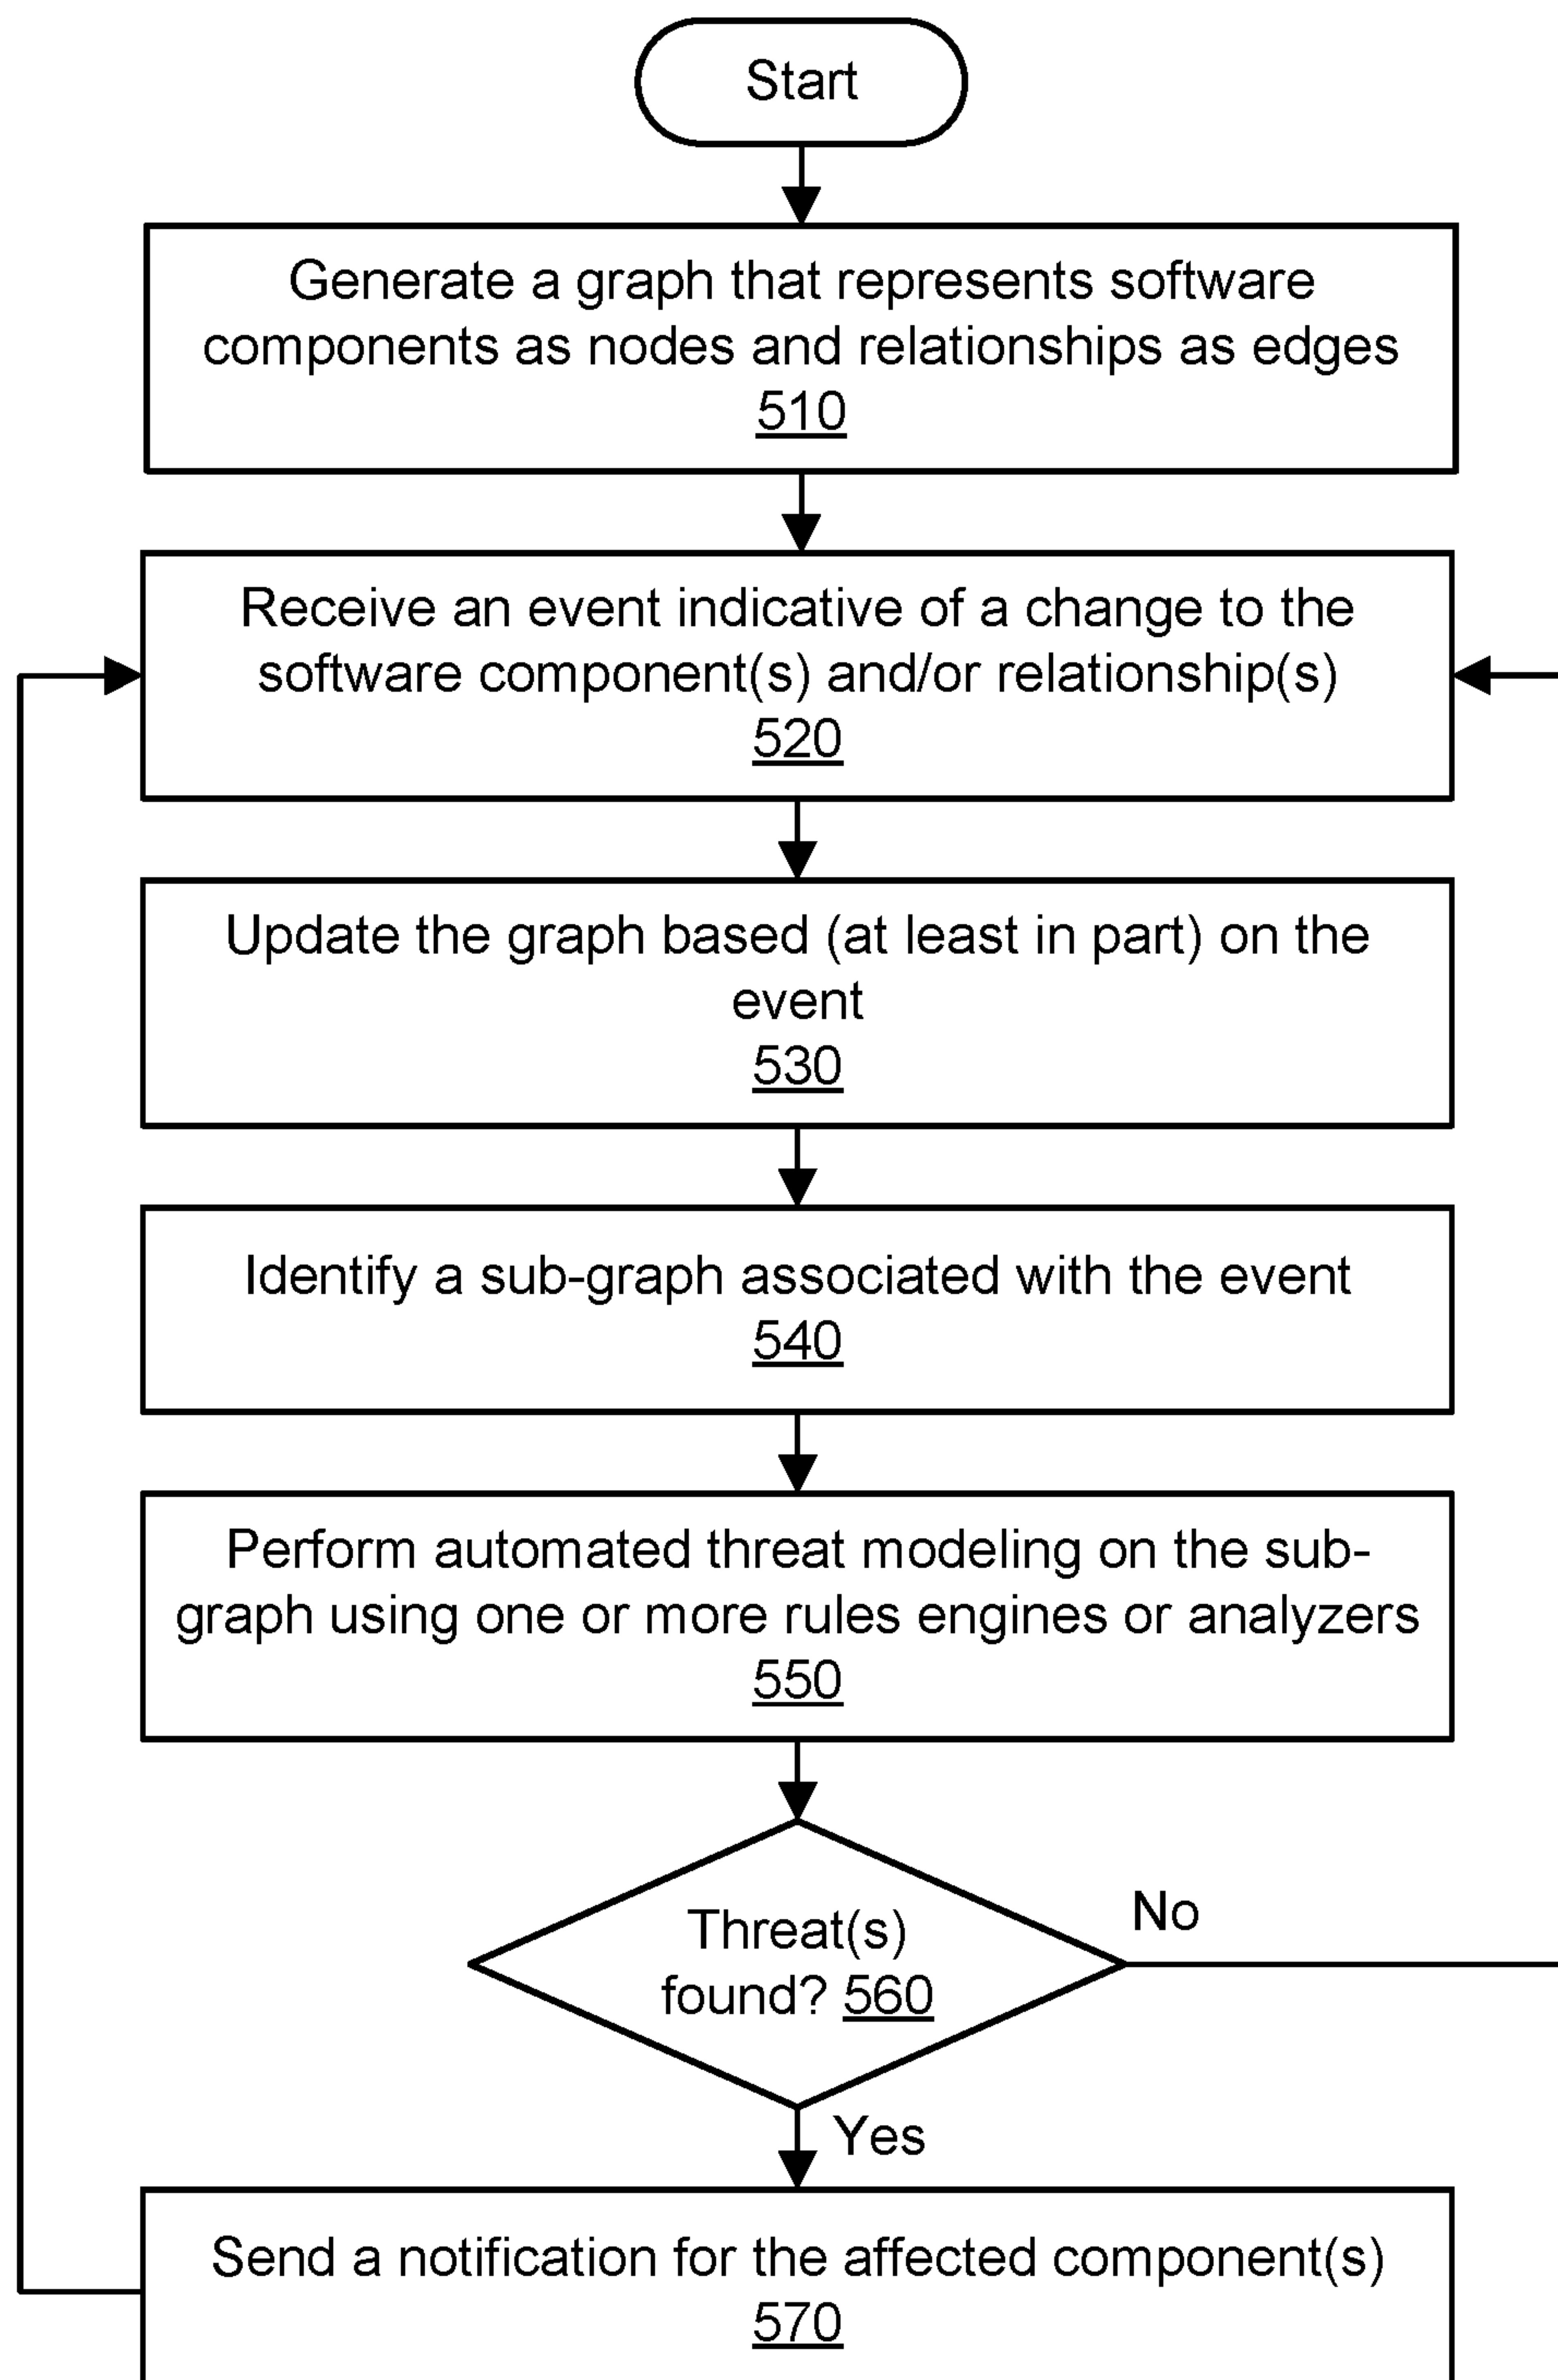 Start
Generate a graph that represents software
components as nodes and relationships as edges
510
Receive an event indicative of a change to the
software component(s) and/or relationship(s)
520
Update the graph based (at least in part) on the
event
530
Identify a sub-graph associated with the event
540
Perform automated threat modeling on the sub-
graph using one or more rules engines or analyzers
550
No
Threat(s)
found? 560
Yes
Send a notification for the affected component(s)
570